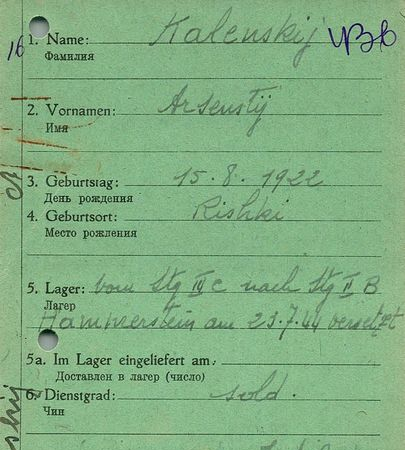 16 1. Name: Kalenskij
Фамилия
2. Vornamen: Arsenstij
Имя
3. Geburtstag: 15.8.1922
День рождения
4. Geburtsort: Rishki
Место рождения
5. Lager: vom Stg III C nach Stg II B
Лагер
Hammerstein am 23.7.44 versetzt
5a. Im Lager eingeliefert am:
Доставлен в лагер (число)
6. Dienstgrad: sold.
Чин